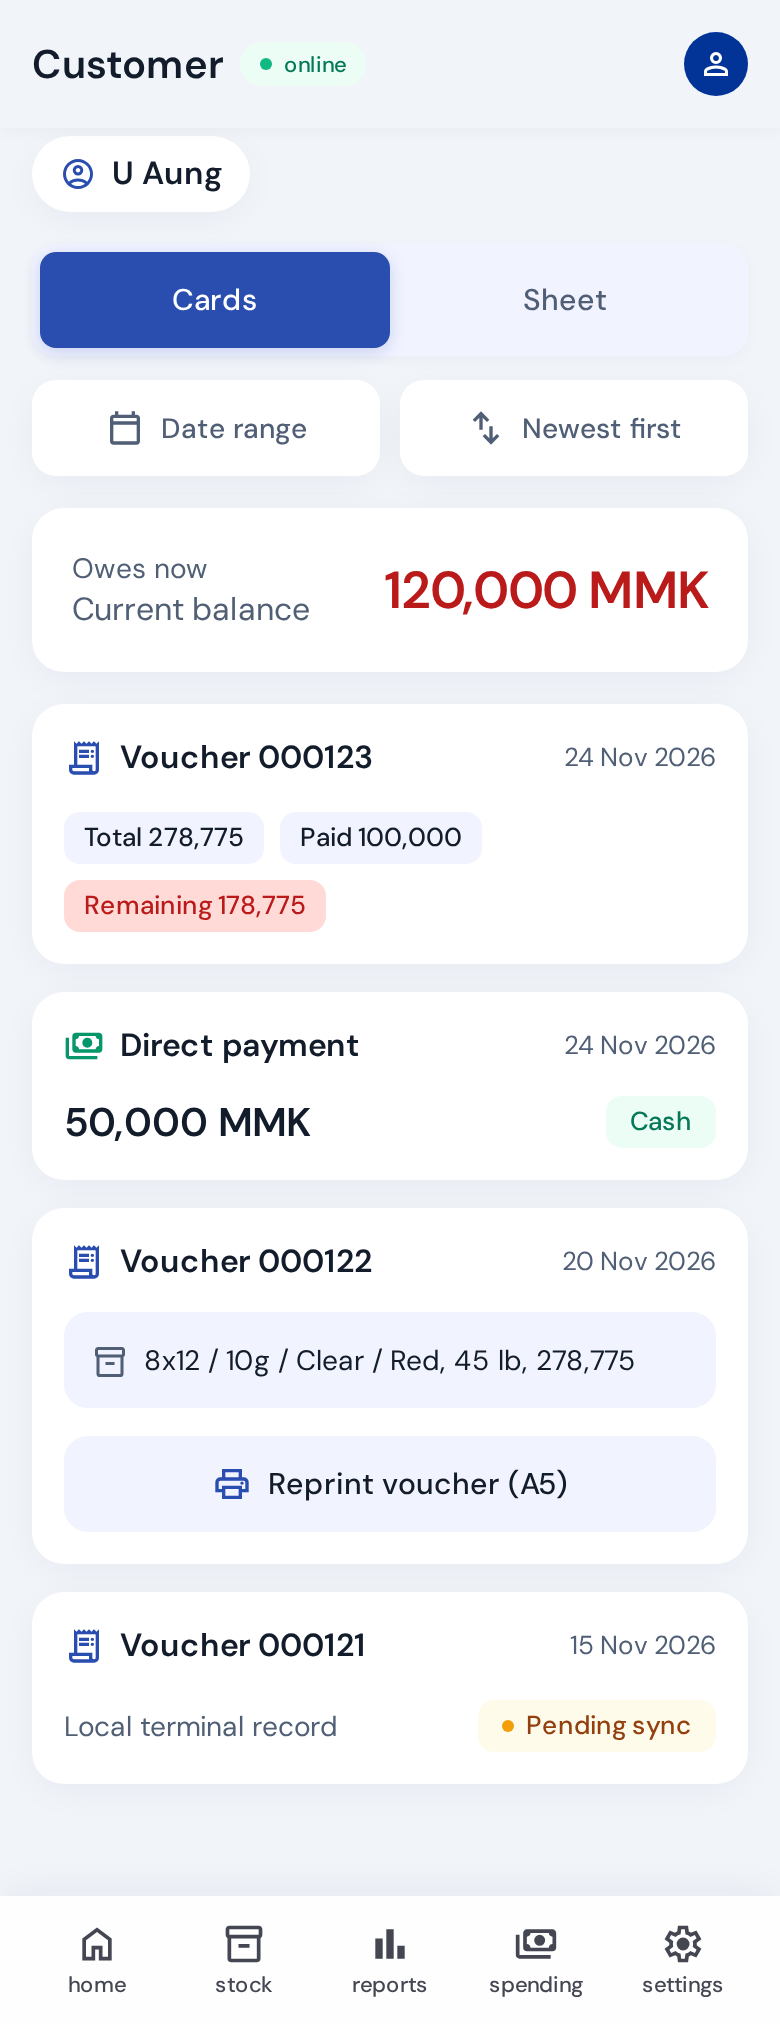 Customer
online
U Aung
Cards
Sheet
Date range
Newest first
Owes now
Current balance
120,000 MMK
Voucher 000123
24 Nov 2026
Total 278,775
Paid 100,000
Remaining 178,775
Direct payment
24 Nov 2026
50,000 MMK
Cash
Voucher 000122
20 Nov 2026
8x12 / 10g / Clear / Red, 45 lb, 278,775
Reprint voucher (A5)
Voucher 000121
15 Nov 2026
Local terminal record
Pending sync
home
stock
reports
spending
settings